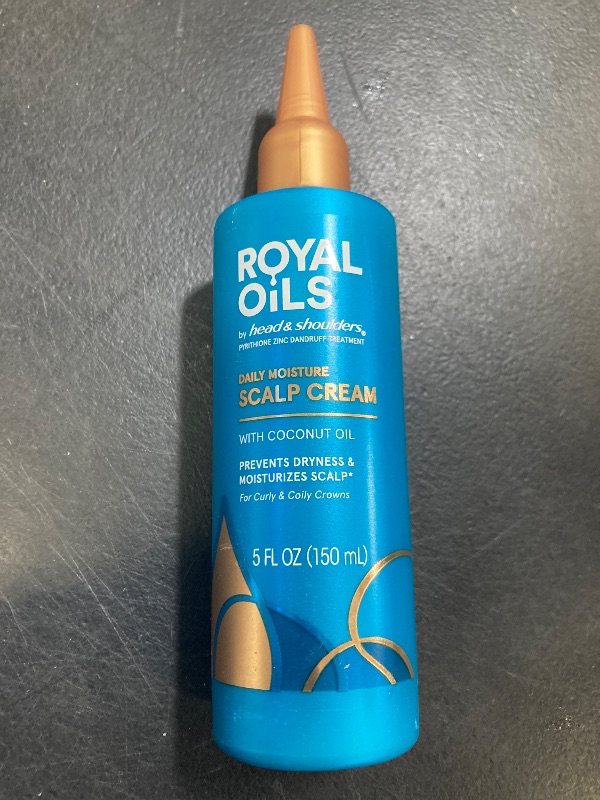 ROYAL
OiLS
by head & shoulders®
PYRITHIONE ZINC DANDRUFF TREATMENT
DAILY MOISTURE
SCALP CREAM
WITH COCONUT OIL
PREVENTS DRYNESS &
MOISTURIZES SCALP*
For Curly & Coily Crowns
5 FL OZ (150 mL)